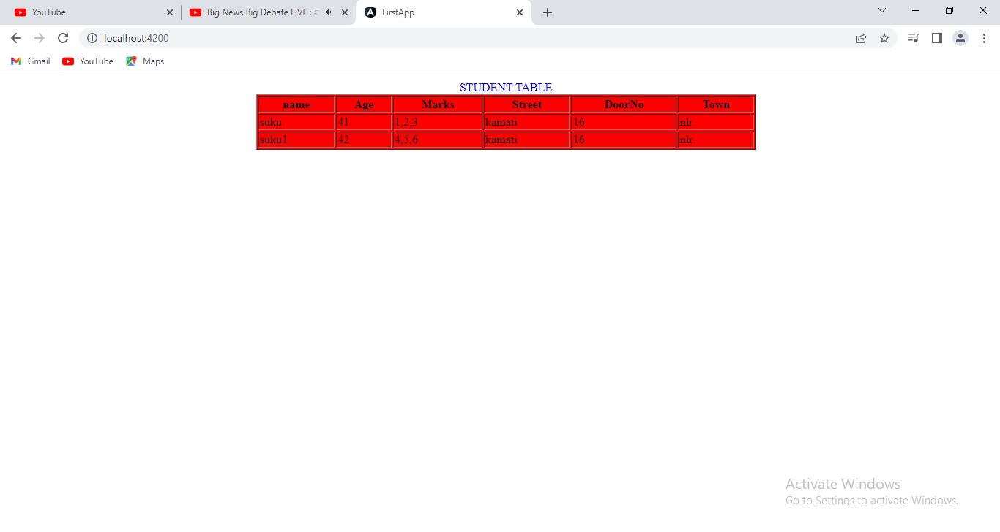 YouTube
Big News Big Debate LIVE :
FirstApp
localhost:4200
Gmail YouTube Maps
STUDENT TABLE
name Age Marks Street DoorNo Town
suku 41 1,2,3 kamati 16 nlr
suku1 42 4,5,6 kamati 16 nlr
Activate Windows
Go to Settings to activate Windows.